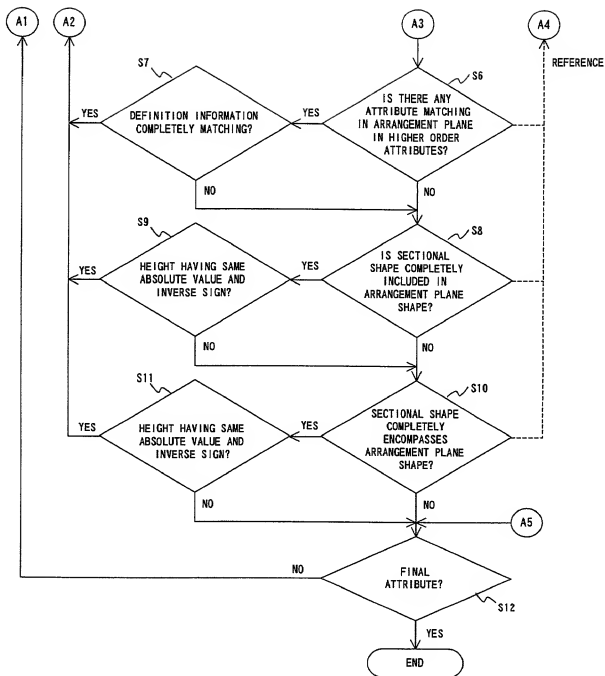 A1
A2
A3
A4
REFERENCE
S7
S6
DEFINITION INFORMATION
COMPLETELY MATCHING?
IS THERE ANY
ATTRIBUTE MATCHING
IN ARRANGEMENT PLANE
IN HIGHER ORDER
ATTRIBUTES?
YES
YES
NO
NO
S9
S8
HEIGHT HAVING SAME
ABSOLUTE VALUE AND
INVERSE SIGN?
IS SECTIONAL
SHAPE COMPLETELY
INCLUDED IN
ARRANGEMENT PLANE
SHAPE?
YES
YES
NO
NO
S11
S10
HEIGHT HAVING SAME
ABSOLUTE VALUE AND
INVERSE SIGN?
SECTIONAL SHAPE
COMPLETELY
ENCOMPASSES
ARRANGEMENT PLANE
SHAPE?
YES
YES
NO
NO
A5
NO
FINAL
ATTRIBUTE?
S12
YES
END